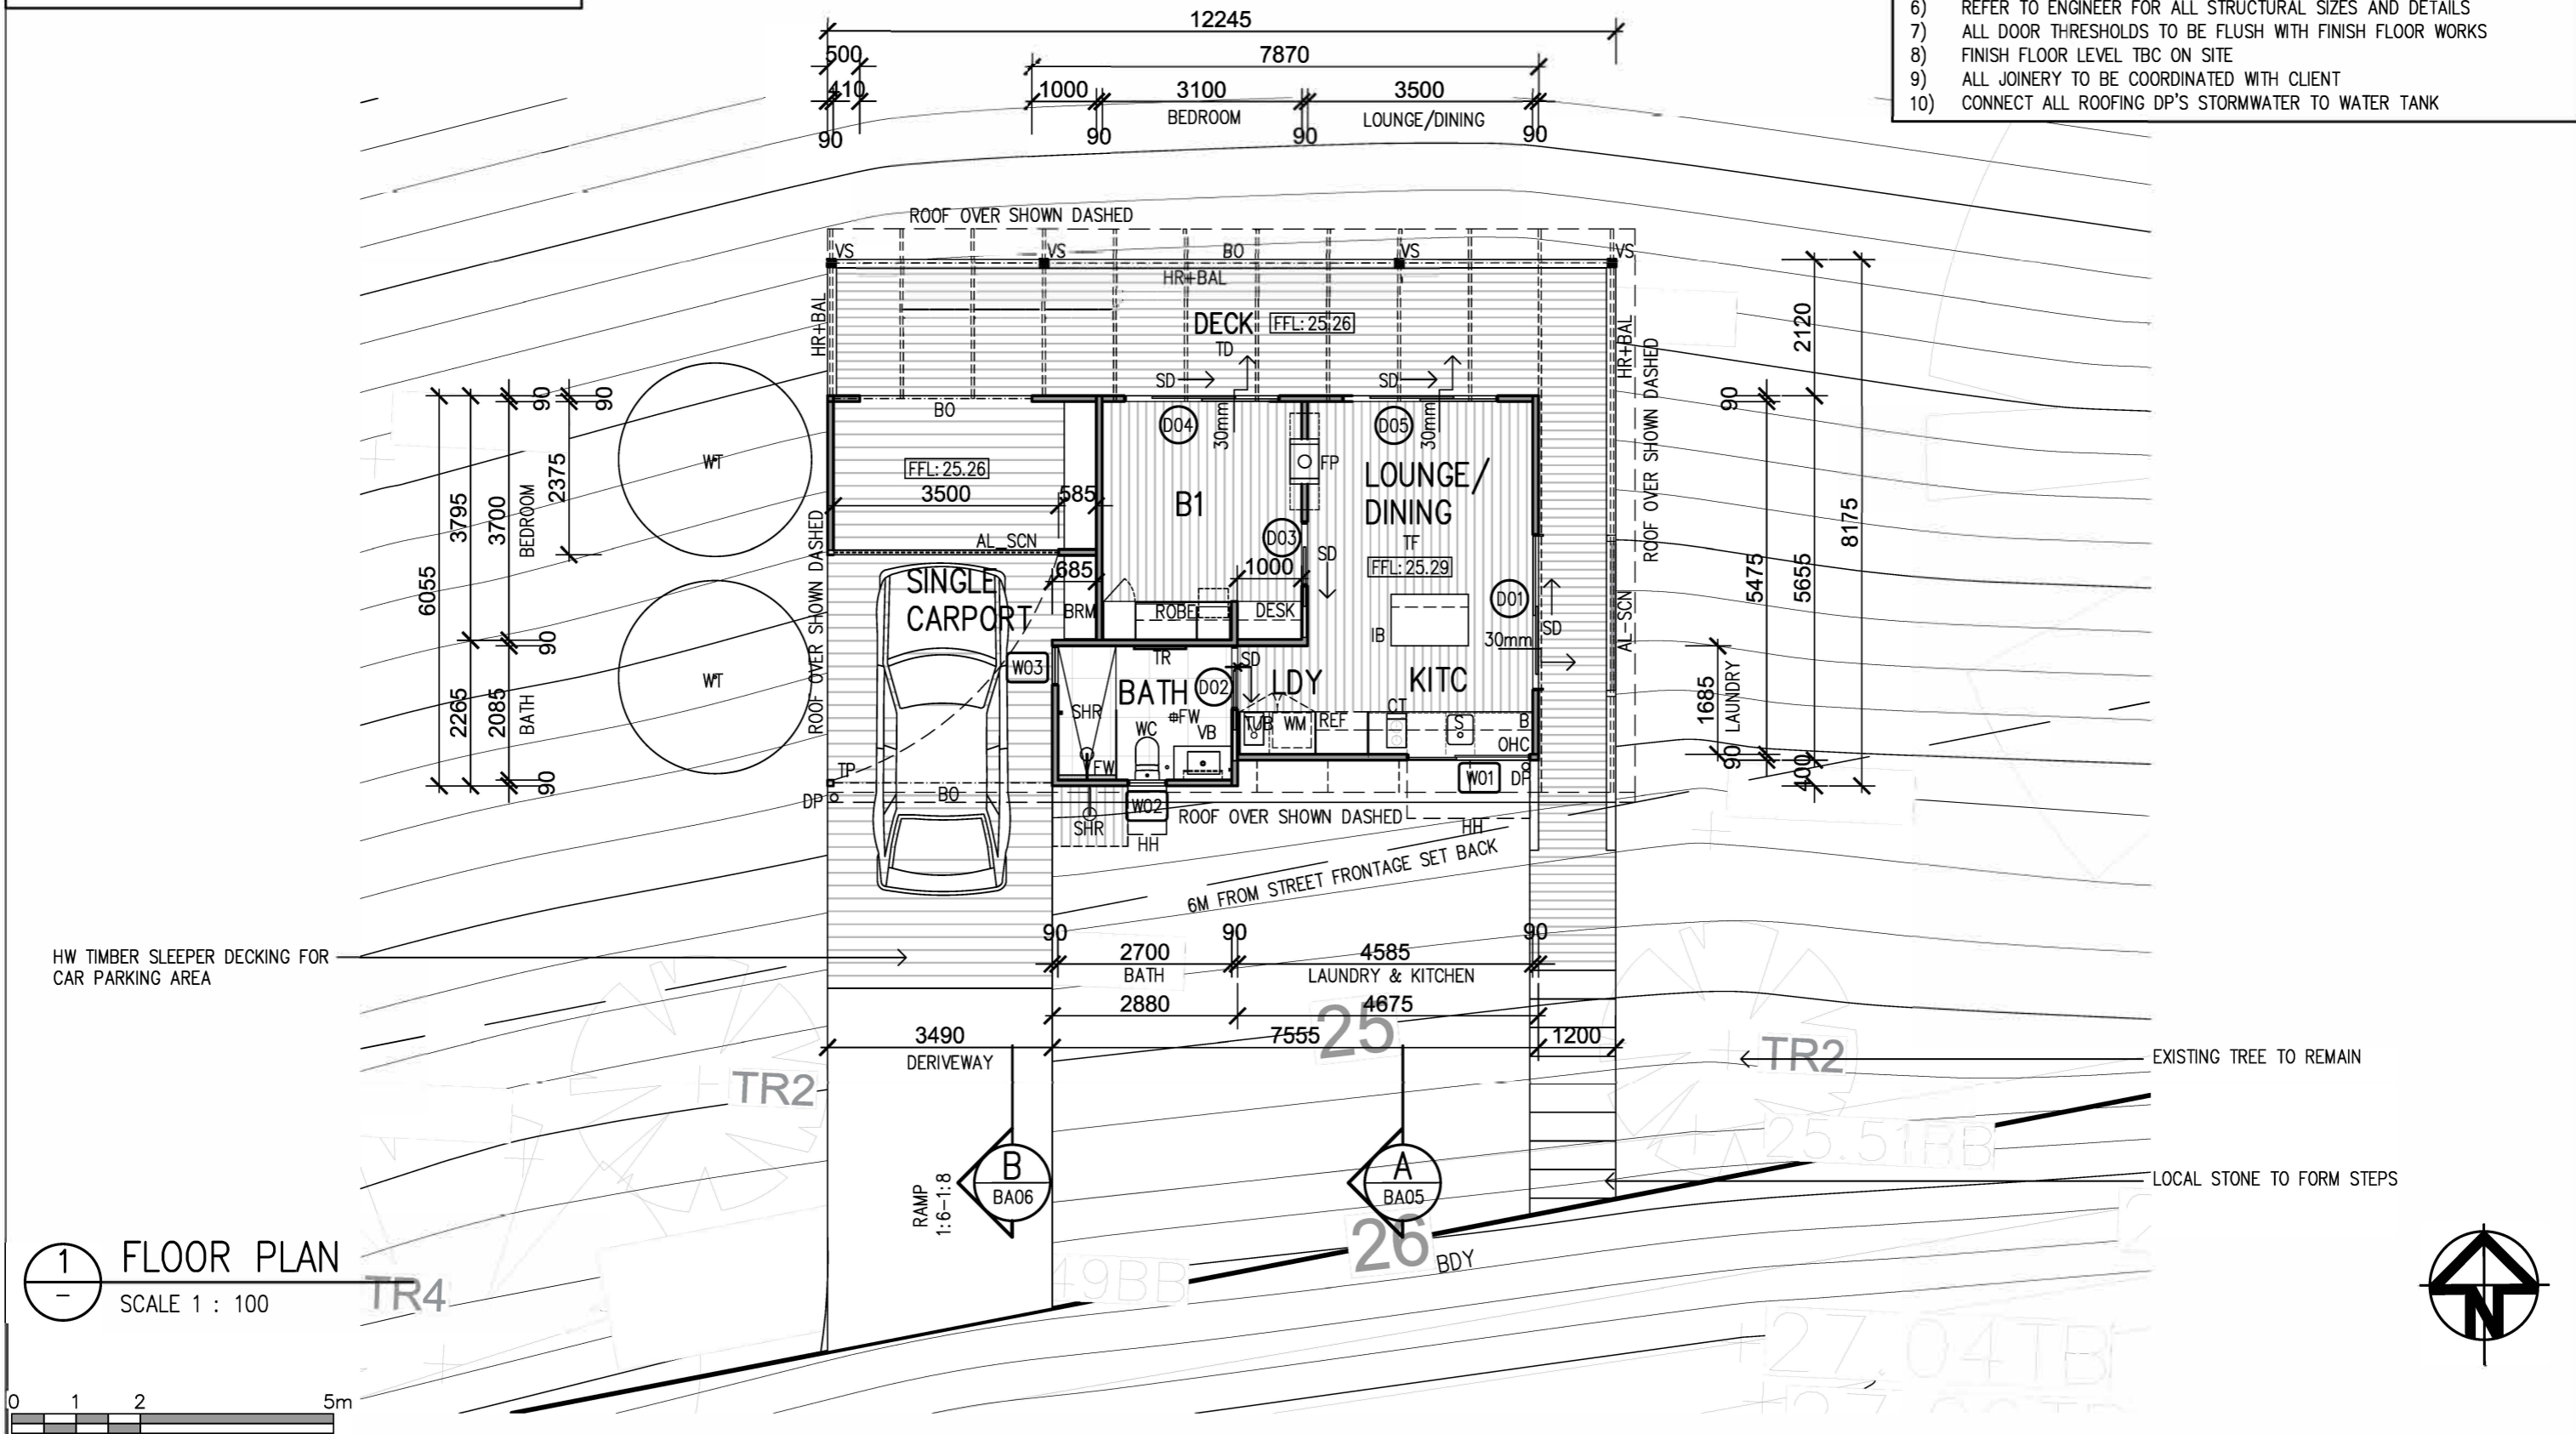 6) REFER TO ENGINEER FOR ALL STRUCTURAL SIZES AND DETAILS
7) ALL DOOR THRESHOLDS TO BE FLUSH WITH FINISH FLOOR WORKS
8) FINISH FLOOR LEVEL TBC ON SITE
9) ALL JOINERY TO BE COORDINATED WITH CLIENT
10) CONNECT ALL ROOFING DP'S STORMWATER TO WATER TANK
12245
500
7870
410
1000
3100
3500
BEDROOM
LOUNGE/DINING
90
90
90
90
ROOF OVER SHOWN DASHED
VS
VS
BO
VS
VS
HR+BAL
HR+BAL
DECK
FFL: 25.26
TD
HR+BAL
SD
SD
BO
D04
30mm
D05
30mm
FFL: 25.26
3500
585
B1
FP
LOUNGE/
DINING
D03
SD
TF
FFL: 25.29
AL_SCN
685
1000
SINGLE
CARPORT
BRM
ROBE
DESK
IB
D01
30mm
SD
AL-SCN
ROOF OVER SHOWN DASHED
ROOF OVER SHOWN DASHED
W03
TR
SD
BATH
D02
LDY
KITC
SHR
FW
WC
VB
TUB
WM
REF
CT
S
B
OHC
FW
TP
DP
BO
W02
W01
DP
SHR
HH
ROOF OVER SHOWN DASHED
HH
6M FROM STREET FRONTAGE SET BACK
WT
WT
6055
3795
3700
BEDROOM
2375
90
90
90
2265
2085
BATH
90
2120
90
8175
5475
5655
1685
LAUNDRY
90
400
HW TIMBER SLEEPER DECKING FOR
CAR PARKING AREA
90
90
90
2700
4585
BATH
LAUNDRY & KITCHEN
2880
4675
25
3490
7555
1200
DERIVEWAY
TR2
TR2
EXISTING TREE TO REMAIN
25.51BB
B
BA06
A
BA05
RAMP
1:6-1:8
LOCAL STONE TO FORM STEPS
26
BDY
49BB
1
-
FLOOR PLAN
SCALE 1 : 100
TR4
N
27.04TB
0 1 2 5m